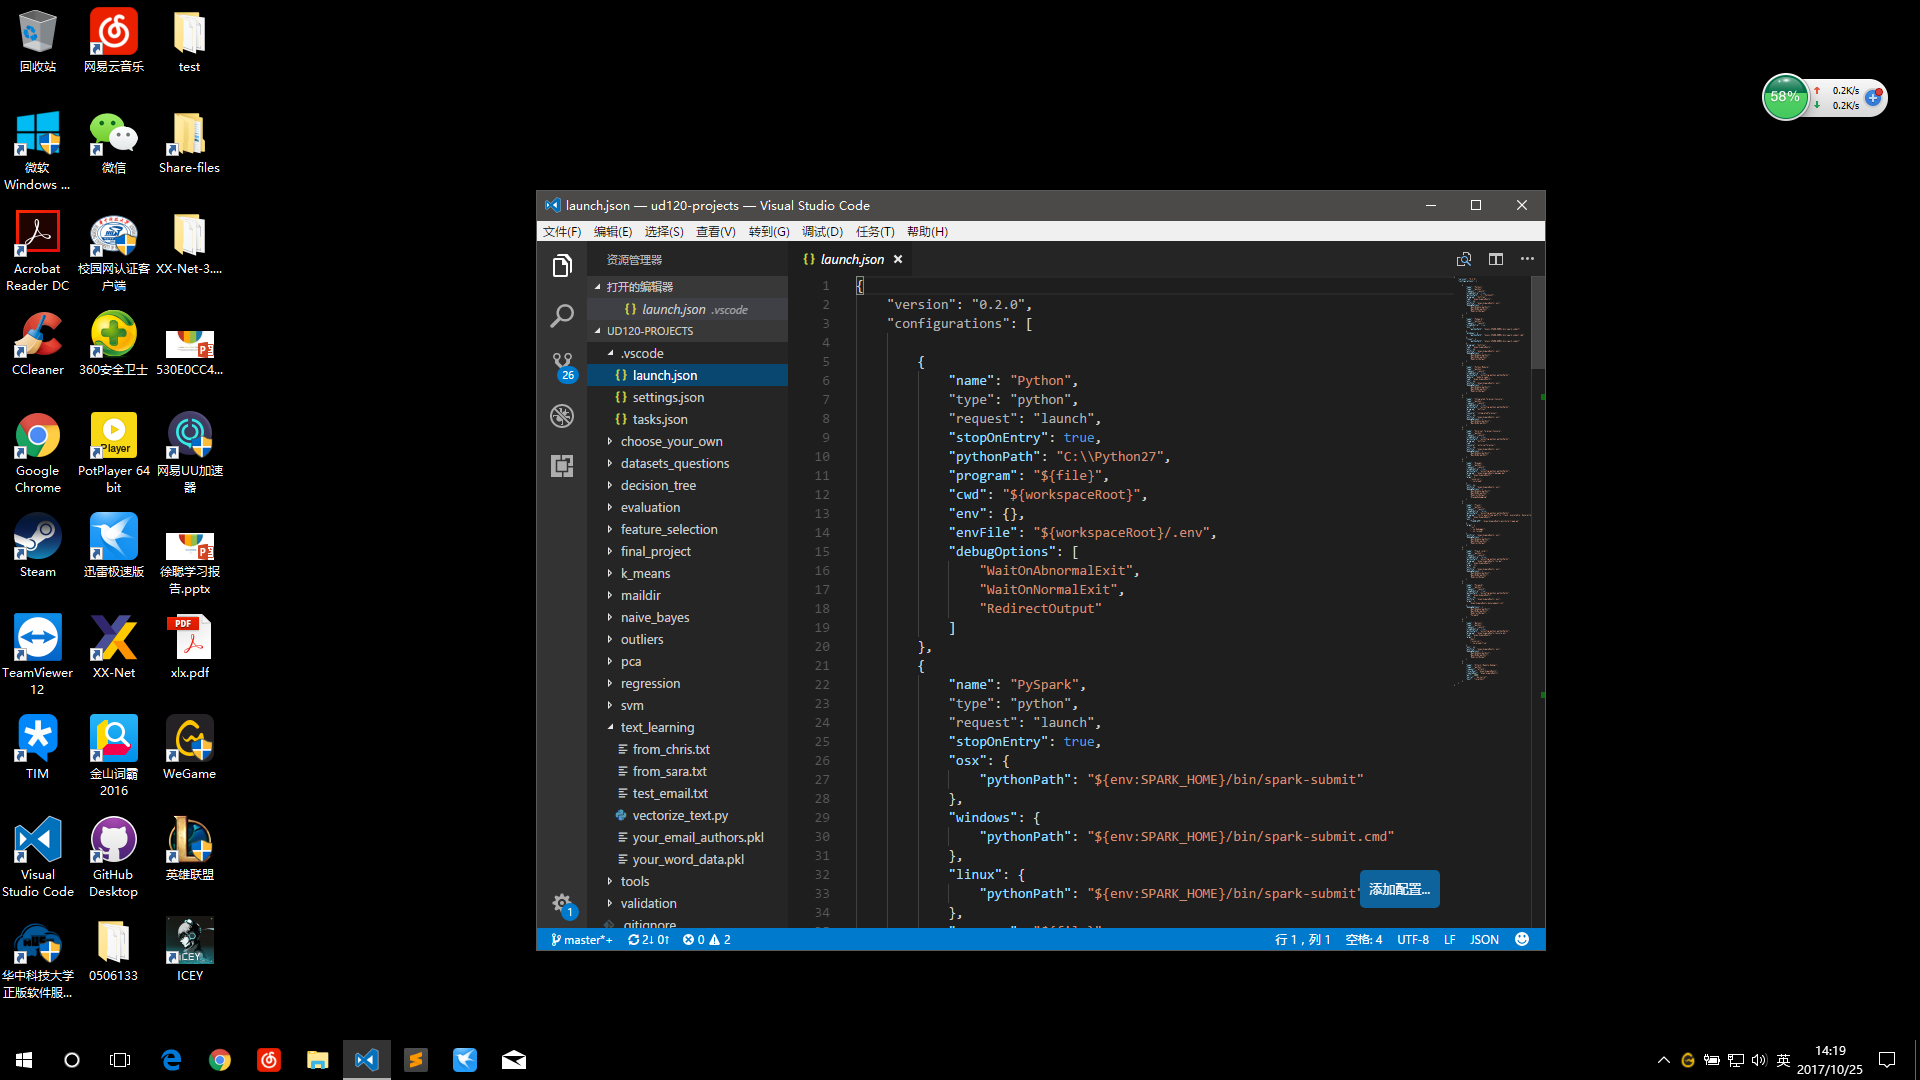 回收站
网易云音乐
test
微软
Windows ...
微信
Share-files
Acrobat
Reader DC
校园网认证客
户端
XX-Net-3....
CCleaner
360安全卫士
530E0CC4...
Google
Chrome
Player
PotPlayer 64
bit
网易UU加速
器
Steam
迅雷极速版
徐聪学习报
告.pptx
TeamViewer
12
XX-Net
PDF
xlx.pdf
TIM
金山词霸
2016
WeGame
Visual
Studio Code
GitHub
Desktop
英雄联盟
华中科技大学
正版软件服...
0506133
ICEY
ICEY
58%
0.2K/s
0.2K/s
launch.json — ud120-projects — Visual Studio Code
文件(F) 编辑(E) 选择(S) 查看(V) 转到(G) 调试(D) 任务(T) 帮助(H)
资源管理器
打开的编辑器
{} launch.json .vscode
UD120-PROJECTS
.vscode
{} launch.json
{} settings.json
{} tasks.json
choose_your_own
datasets_questions
decision_tree
evaluation
feature_selection
final_project
k_means
maildir
naive_bayes
outliers
pca
regression
svm
text_learning
from_chris.txt
from_sara.txt
test_email.txt
vectorize_text.py
your_email_authors.pkl
your_word_data.pkl
tools
validation
.gitignore
26
1
{} launch.json
1 {
2 "version": "0.2.0",
3 "configurations": [
4
5 {
6 "name": "Python",
7 "type": "python",
8 "request": "launch",
9 "stopOnEntry": true,
10 "pythonPath": "C:\\Python27",
11 "program": "${file}",
12 "cwd": "${workspaceRoot}",
13 "env": {},
14 "envFile": "${workspaceRoot}/.env",
15 "debugOptions": [
16 "WaitOnAbnormalExit",
17 "WaitOnNormalExit",
18 "RedirectOutput"
19 ]
20 },
21 {
22 "name": "PySpark",
23 "type": "python",
24 "request": "launch",
25 "stopOnEntry": true,
26 "osx": {
27 "pythonPath": "${env:SPARK_HOME}/bin/spark-submit"
28 },
29 "windows": {
30 "pythonPath": "${env:SPARK_HOME}/bin/spark-submit.cmd"
31 },
32 "linux": {
33 "pythonPath": "${env:SPARK_HOME}/bin/spark-submit"
34 },
添加配置...
master*+ 2↓ 0↑ 0 2
行 1，列 1 空格: 4 UTF-8 LF JSON
英
14:19
2017/10/25